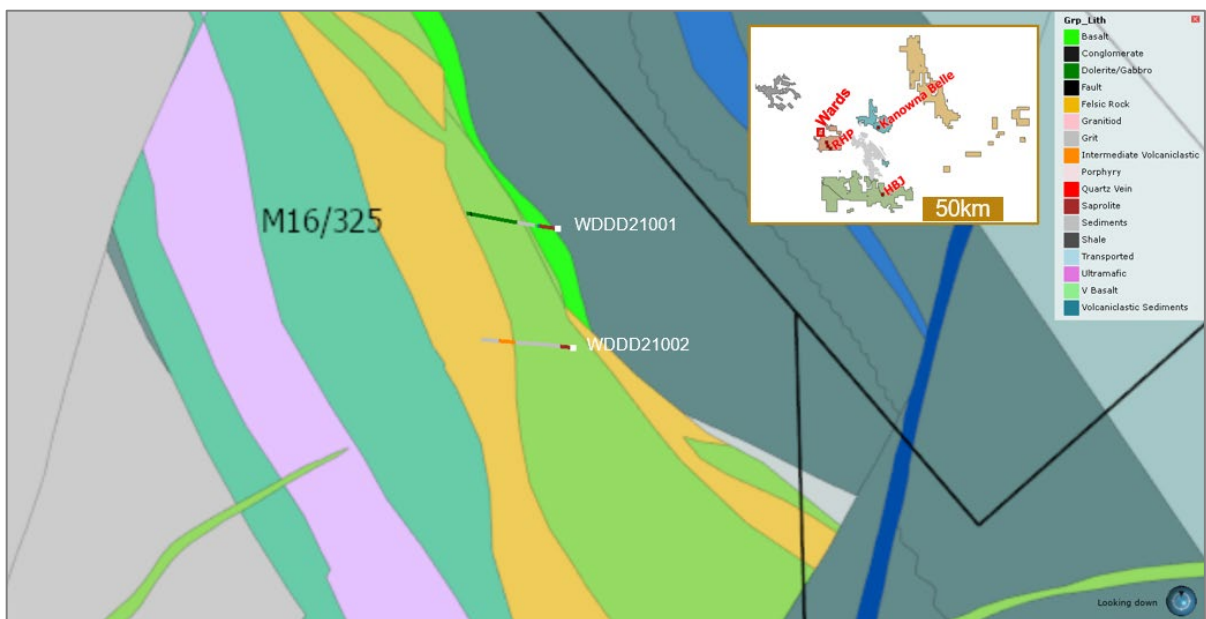 M16/325
WDDD21001
WDDD21002
Wards
RHP
Kanowna Belle
HBJ
50km
Grp_Lith
Basalt
Conglomerate
Dolerite/Gabbro
Fault
Felsic Rock
Granitiod
Grit
Intermediate Volcaniclastic
Porphyry
Quartz Vein
Saprolite
Sediments
Shale
Transported
Ultramafic
V Basalt
Volcaniclastic Sediments
Looking down